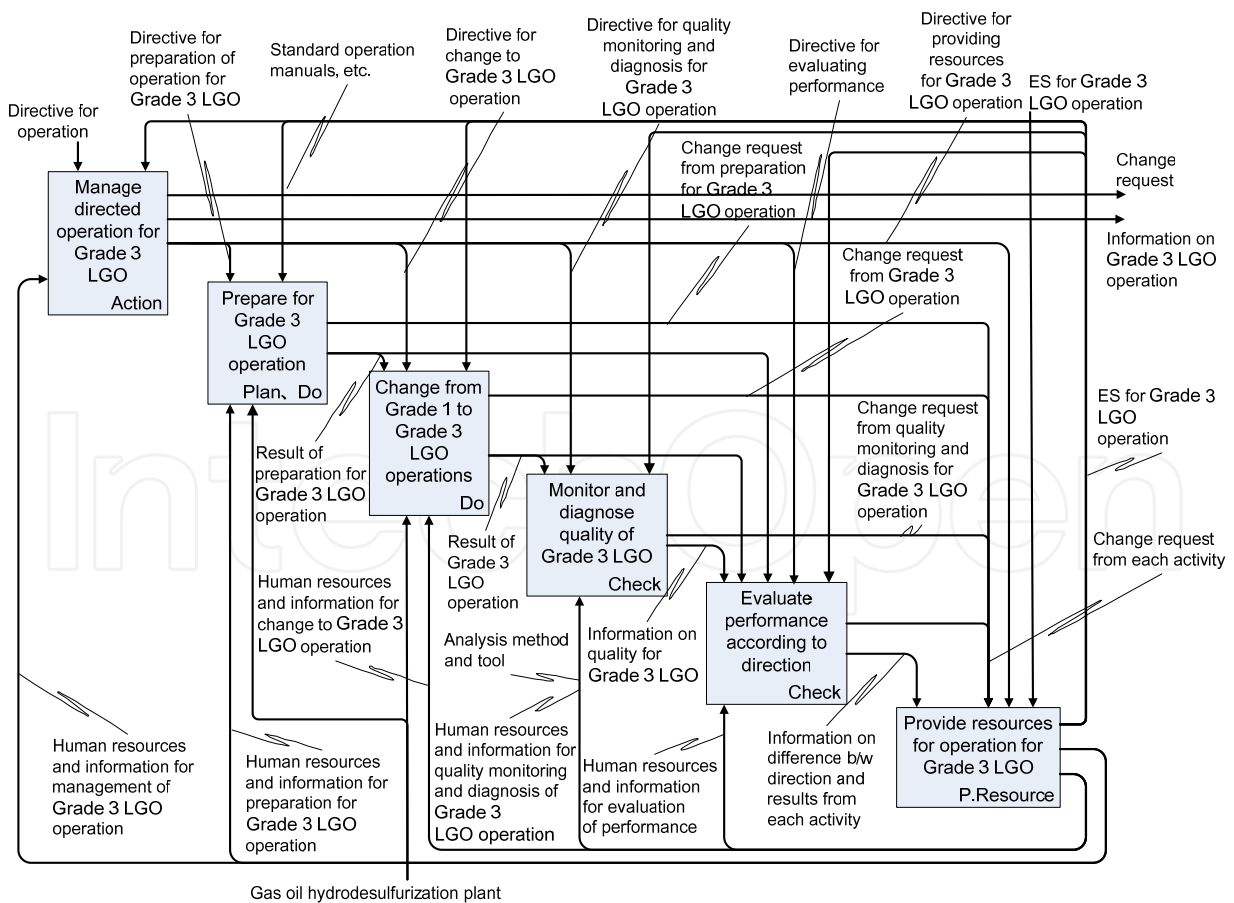 Directive for
preparation of
operation for
Grade 3 LGO
Standard operation
manuals, etc.
Directive for
change to
Grade 3 LGO
operation
Directive for quality
monitoring and
diagnosis for
Grade 3
LGO operation
Directive for
evaluating
performance
Directive for
providing
resources
for Grade 3
LGO operation
ES for Grade 3
LGO operation
Directive for
operation
Change request
from preparation
for Grade 3
LGO operation
Change
request
Manage
directed
operation for
Grade 3
LGO
Action
Information on
Grade 3 LGO
operation
Change request
from Grade 3
LGO operation
Prepare for
Grade 3
LGO
operation
Plan、Do
Change from
Grade 1 to
Grade 3
LGO
operations
Do
Change request
from quality
monitoring and
diagnosis for
Grade 3 LGO
operation
ES for Grade 3
LGO
operation
Result of
preparation for
Grade 3 LGO
operation
Monitor and
diagnose
quality of
Grade 3 LGO
Check
Result of
Grade 3
LGO
operation
Change request
from each activity
Human resources
and information for
change to Grade 3
LGO operation
Evaluate
performance
according to
direction
Check
Analysis method
and tool
Information on
quality for
Grade 3 LGO
Provide resources
for operation for
Grade 3 LGO
P.Resource
Human resources
and information for
management of
Grade 3 LGO
operation
Human resources
and information for
preparation for
Grade 3 LGO
operation
Human resources
and information for
quality monitoring
and diagnosis of
Grade 3
LGO operation
Human resources
and information
for evaluation
of performance
Information on
difference b/w
direction and
results from
each activity
Gas oil hydrodesulfurization plant
IntechOpen